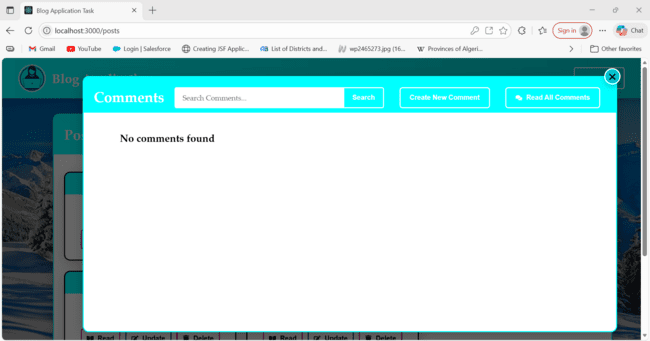 Blog Application Task
localhost:3000/posts
Sign in
Chat
Gmail
YouTube
Login | Salesforce
Creating JSF Applic...
List of Districts and...
wp2465273.jpg (16...
Provinces of Algeri...
Other favorites
Blog
Comments
Search Comments...
Search
Create New Comment
Read All Comments
No comments found
Read
Update
Delete
Read
Update
Delete